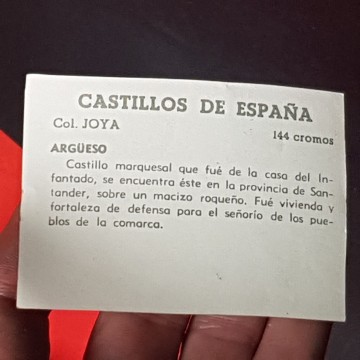 CASTILLOS DE ESPAÑA
Col. JOYA
144 cromos
ARGÜESO
Castillo marquesal que fué de la casa del In-
fantado, se encuentra éste en la provincia de San-
tander, sobre un macizo roqueño. Fué vivienda y
fortaleza de defensa para el señorio de los pue-
blos de la comarca.